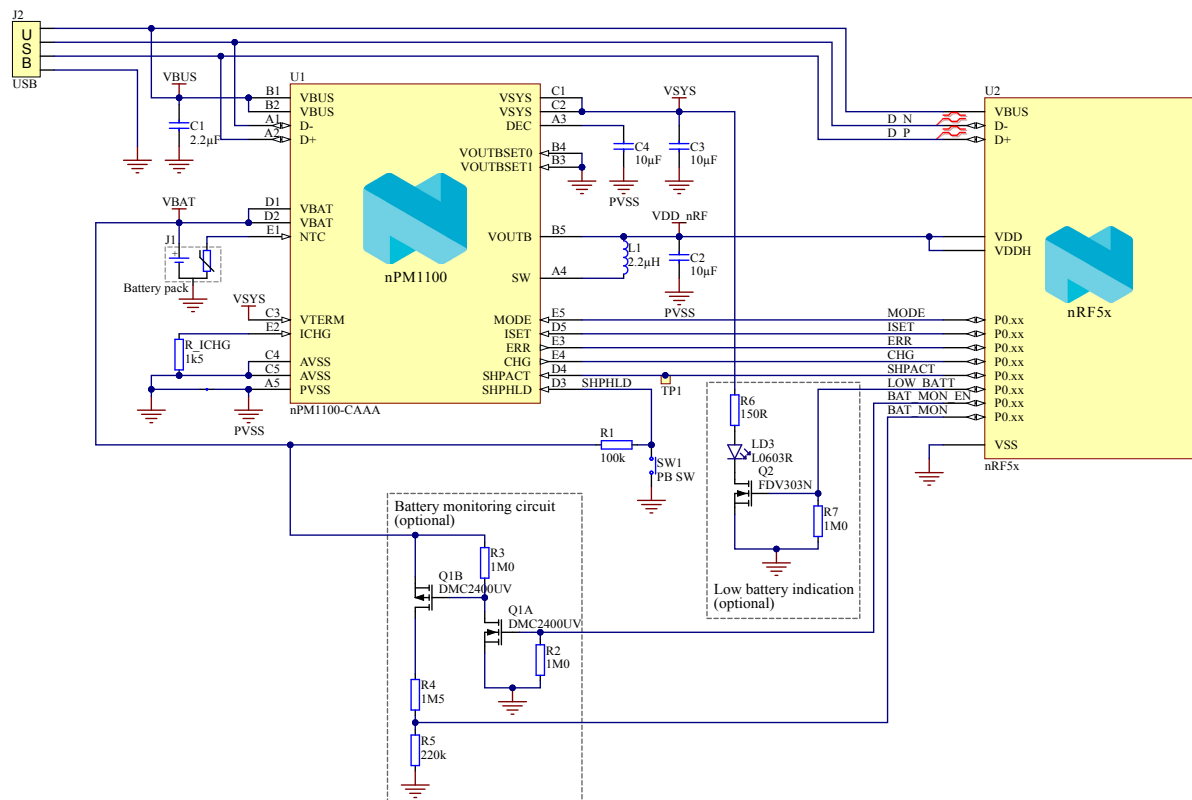 J2
U
S
B
USB
VBUS
C1
2.2µF
VBAT
J1
+
Battery pack
VSYS
R_ICHG
1k5
PVSS
U1
B1
B2
A1
A2
D1
D2
E1
C3
E2
C4
C5
A5
VBUS
VBUS
D-
D+
VBAT
VBAT
NTC
VTERM
ICHG
AVSS
AVSS
PVSS
nPM1100
VSYS
VSYS
DEC
VOUTBSET0
VOUTBSET1
VOUTB
SW
MODE
ISET
ERR
CHG
SHPACT
SHPHLD
C1
C2
A3
B4
B3
B5
A4
E5
D5
E3
E4
D4
D3
nPM1100-CAAA
VSYS
C4
10µF
C3
10µF
PVSS
VDD_nRF
L1
2.2µH
C2
10µF
PVSS
SHPHLD
TP1
R1
100k
SW1
PB SW
U2
D_N
D_P
VBUS
D-
D+
VDD
VDDH
nRF5x
MODE
ISET
ERR
CHG
SHPACT
LOW_BATT
BAT_MON_EN
BAT_MON
P0.xx
P0.xx
P0.xx
P0.xx
P0.xx
P0.xx
P0.xx
P0.xx
VSS
nRF5x
R6
150R
LD3
L0603R
Q2
FDV303N
R7
1M0
Low battery indication
(optional)
Battery monitoring circuit
(optional)
R3
1M0
Q1B
DMC2400UV
Q1A
DMC2400UV
R2
1M0
R4
1M5
R5
220k